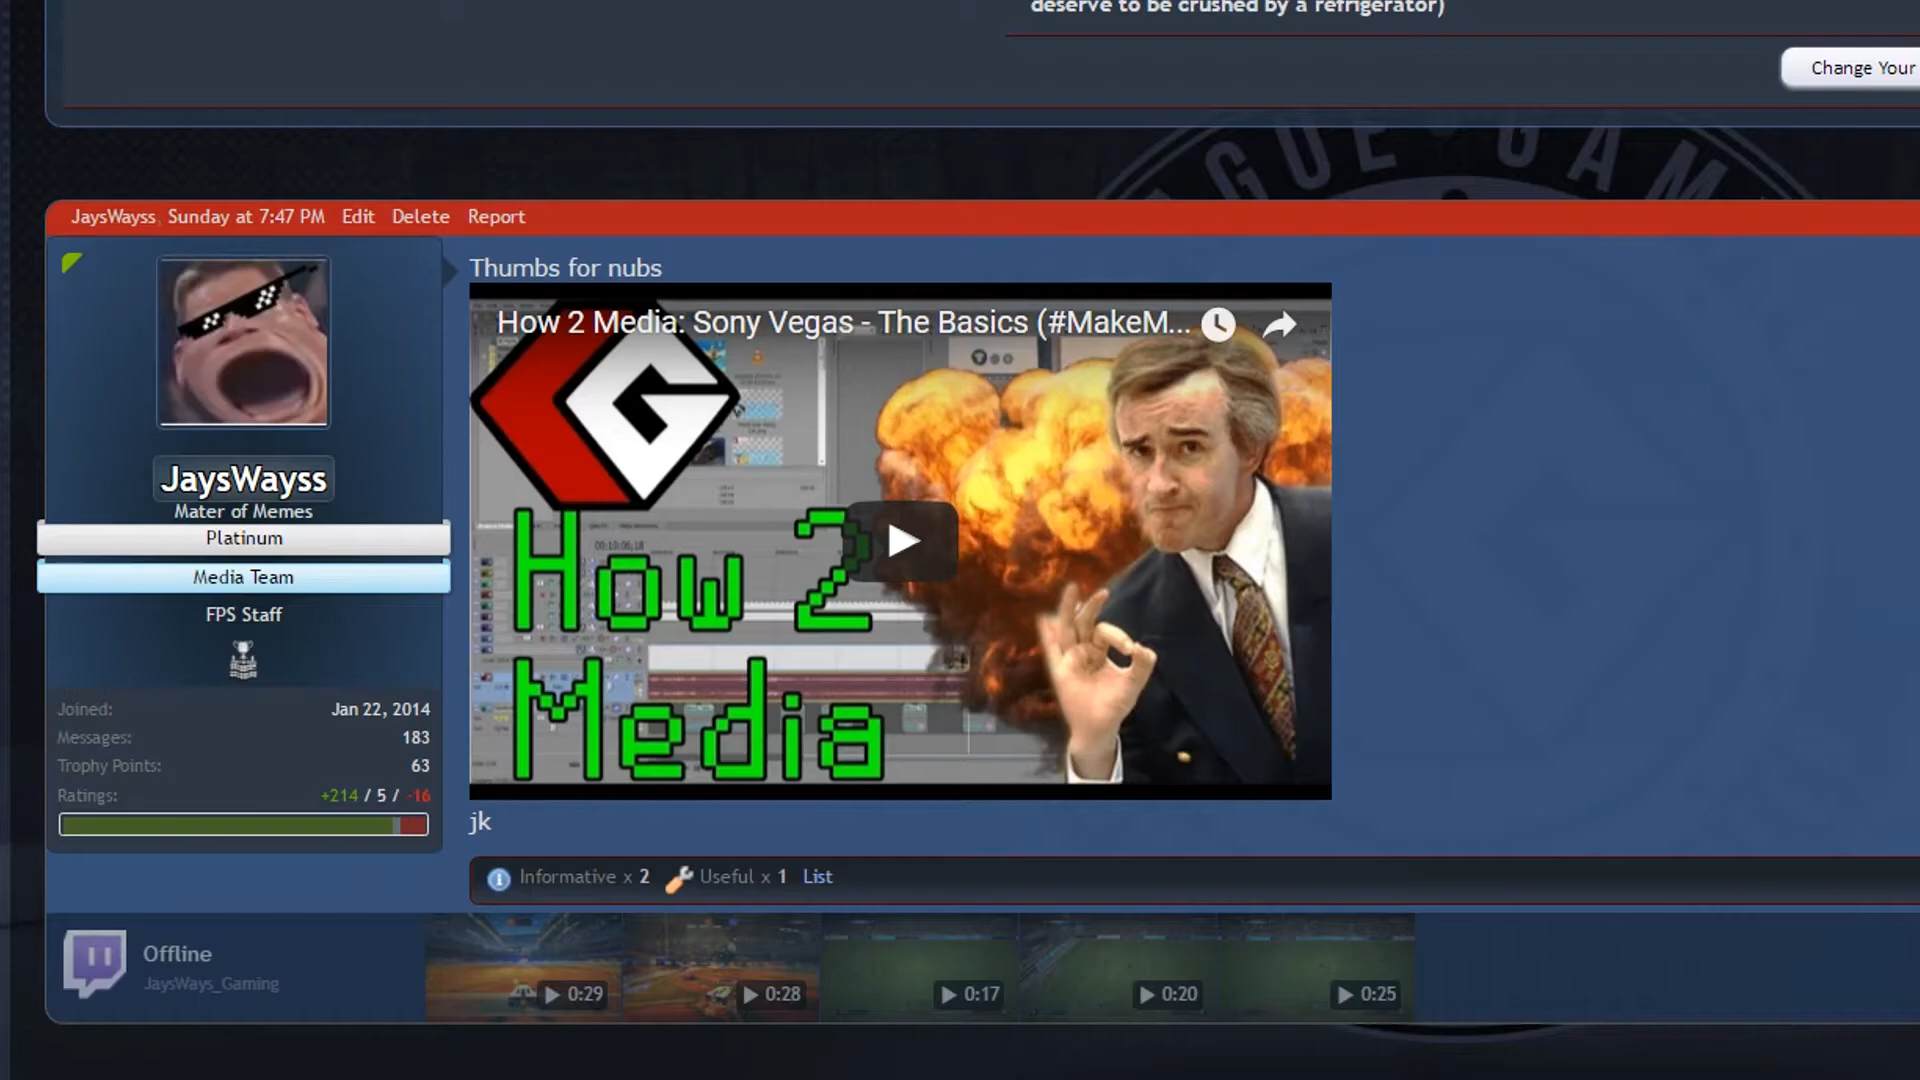 deserve to be crushed by a refrigerator)
Change Your
GUE GAM
JaysWayss, Sunday at 7:47 PM Edit Delete Report
Thumbs for nubs
How 2 Media: Sony Vegas - The Basics (#MakeM...
G
How 2
Media
JaysWayss
Mater of Memes
Platinum
Media Team
FPS Staff
Joined: Jan 22, 2014
Messages: 183
Trophy Points: 63
Ratings: +214 / 5 / -16
jk
Informative x 2 Useful x 1 List
Offline
JaysWays_Gaming
0:29 0:28 0:17 0:20 0:25